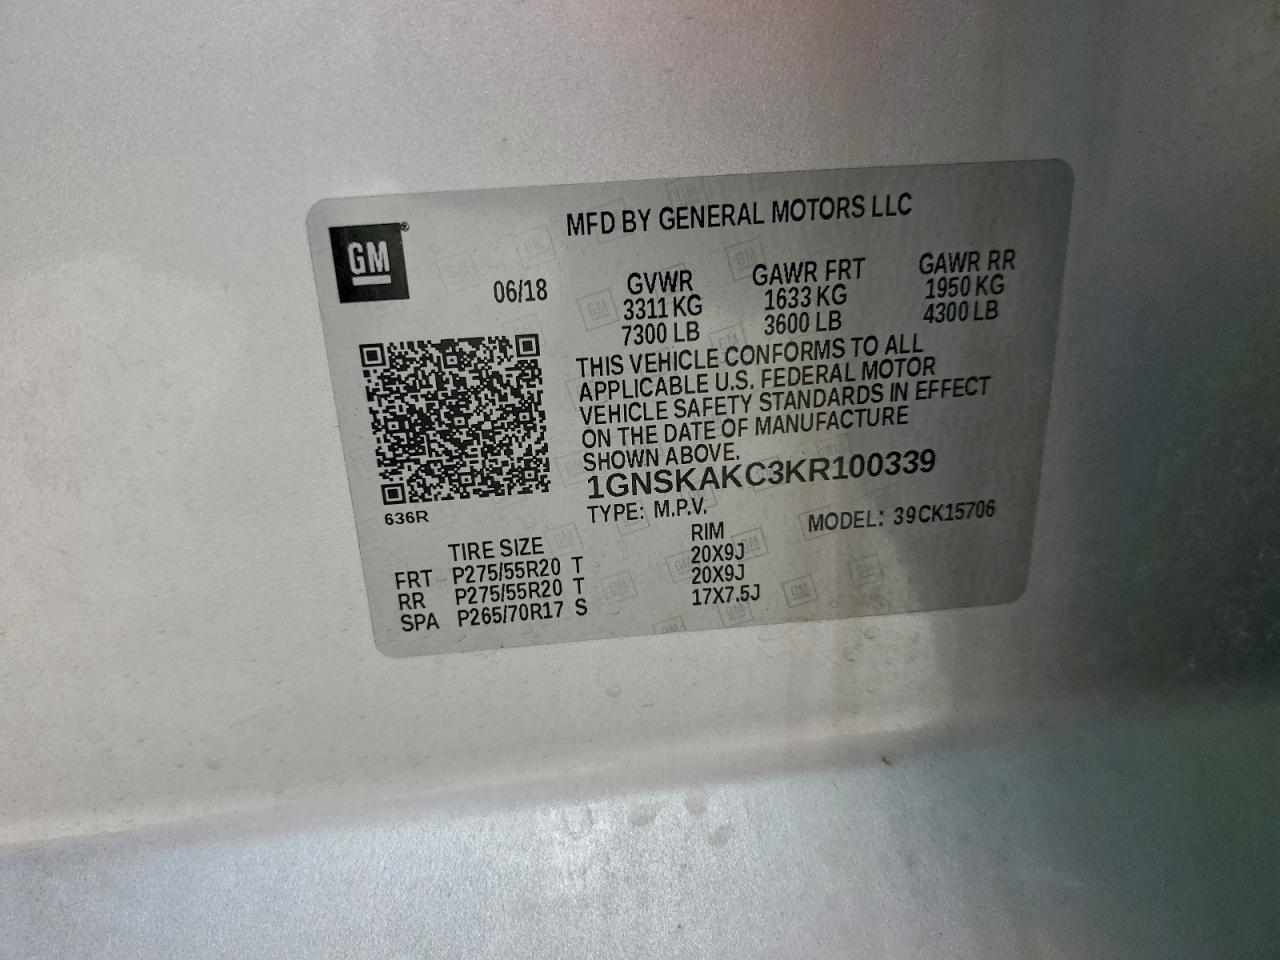 MFD BY GENERAL MOTORS LLC
GM®
06/18
GVWR GAWR FRT GAWR RR
3311 KG 1633 KG 1950 KG
7300 LB 3600 LB 4300 LB
THIS VEHICLE CONFORMS TO ALL
APPLICABLE U.S. FEDERAL MOTOR
VEHICLE SAFETY STANDARDS IN EFFECT
ON THE DATE OF MANUFACTURE
SHOWN ABOVE.
1GNSKAKC3KR100339
636R
TYPE: M.P.V. MODEL: 39CK15706
TIRE SIZE RIM
FRT P275/55R20 T 20X9J
RR P275/55R20 T 20X9J
SPA P265/70R17 S 17X7.5J